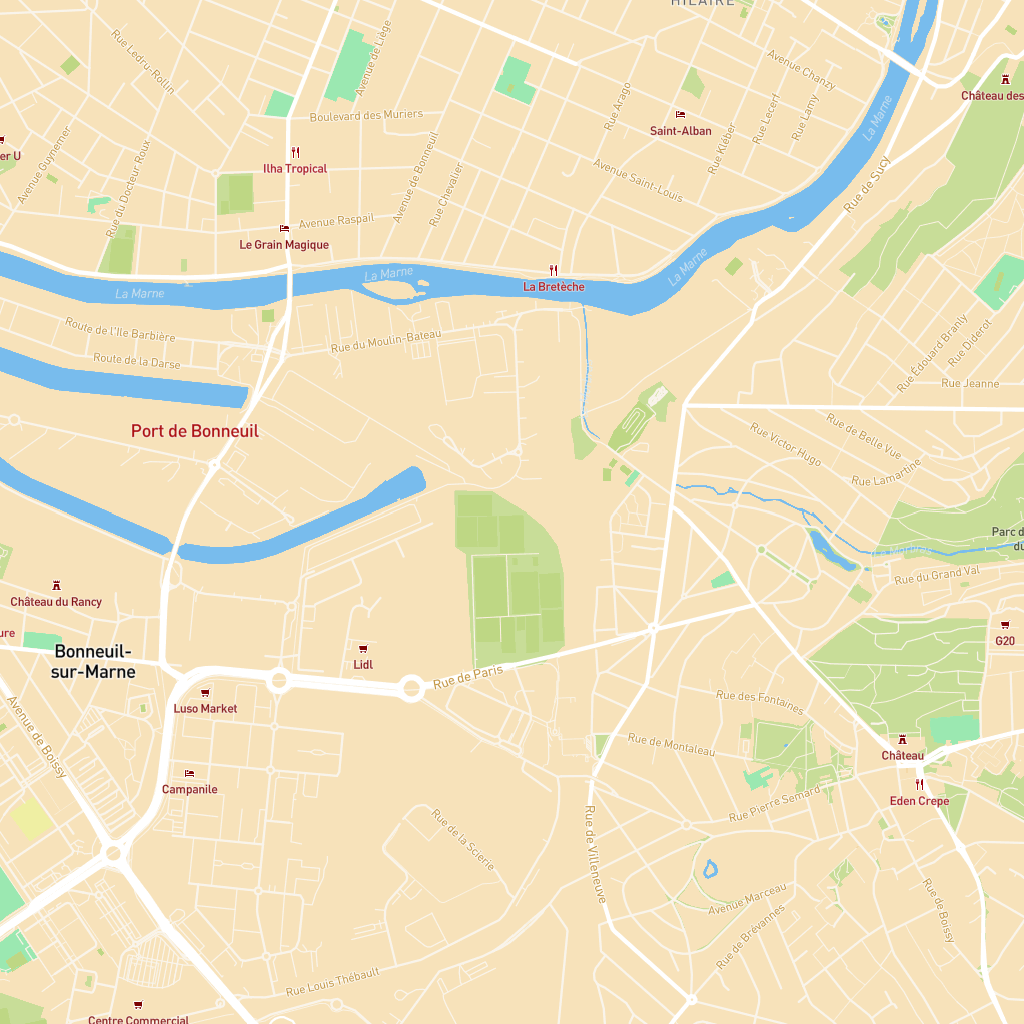 HILAIRE
Rue Ledru-Rollin
Avenue de Liège
Avenue Chanzy
Château des
Boulevard des Muriers
Rue Arago
Saint-Alban
Rue Lecerf
Rue Lamy
La Marne
er U
Avenue Guynemer
Rue du Docteur Roux
Ilha Tropical
Avenue de Bonneuil
Rue Chevalier
Avenue Saint-Louis
Rue Kléber
Rue de Sucy
Avenue Raspail
Le Grain Magique
La Marne
La Marne
La Bretèche
La Marne
Route de l'Ile Barbière
Rue du Moulin-Bateau
Route de la Darse
Rue Édouard Branly
Rue Diderot
Rue Jeanne
Port de Bonneuil
Rue Victor Hugo
Rue de Belle Vue
Rue Lamartine
Parc d
du
Rue du Grand Val
Château du Rancy
ure
Bonneuil-
sur-Marne
Lidl
G20
Rue de Paris
Luso Market
Avenue de Boissy
Rue des Fontaines
Rue de Montaleau
Château
Campanile
Eden Crepe
Rue Pierre Semard
Rue de la Scierie
Rue de Villeneuve
Avenue Marceau
Rue de Brévannes
Rue de Boissy
Rue Louis Thébault
Centre Commercial